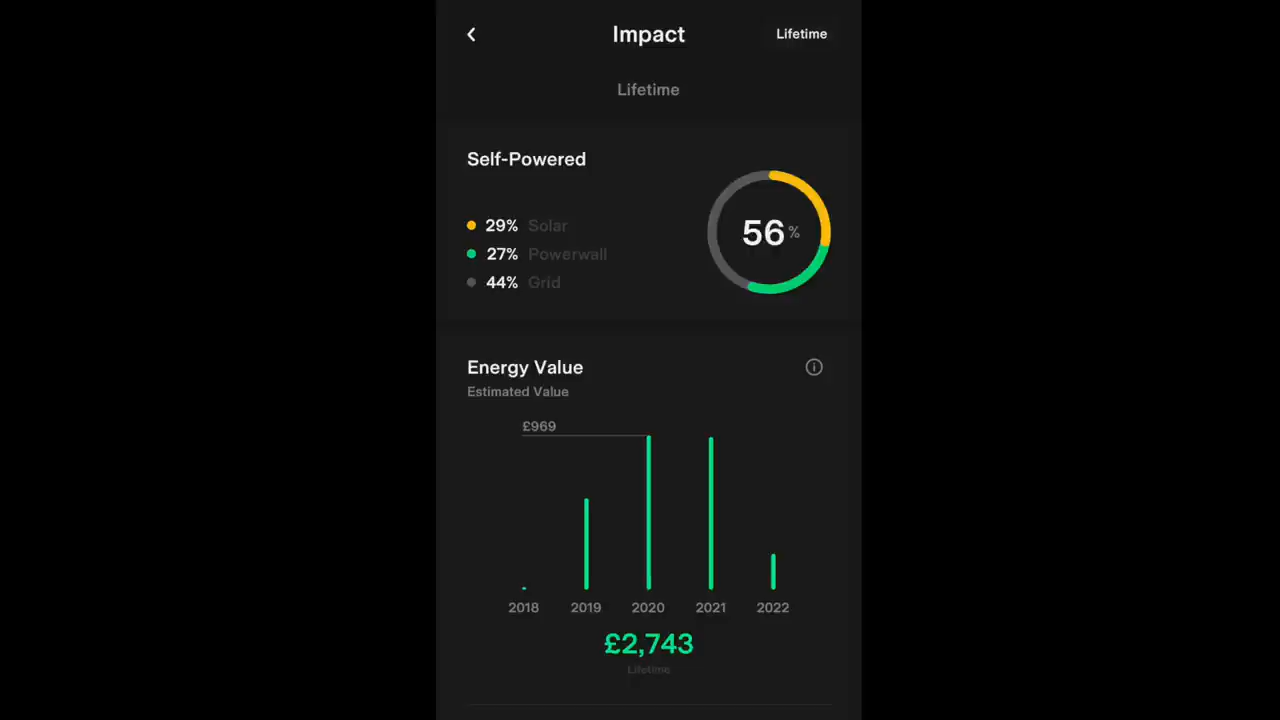 Impact
Lifetime
Lifetime
Self-Powered
29% Solar
27% Powerwall
44% Grid
56%
Energy Value
Estimated Value
£969
2018 2019 2020 2021 2022
£2,743
Lifetime